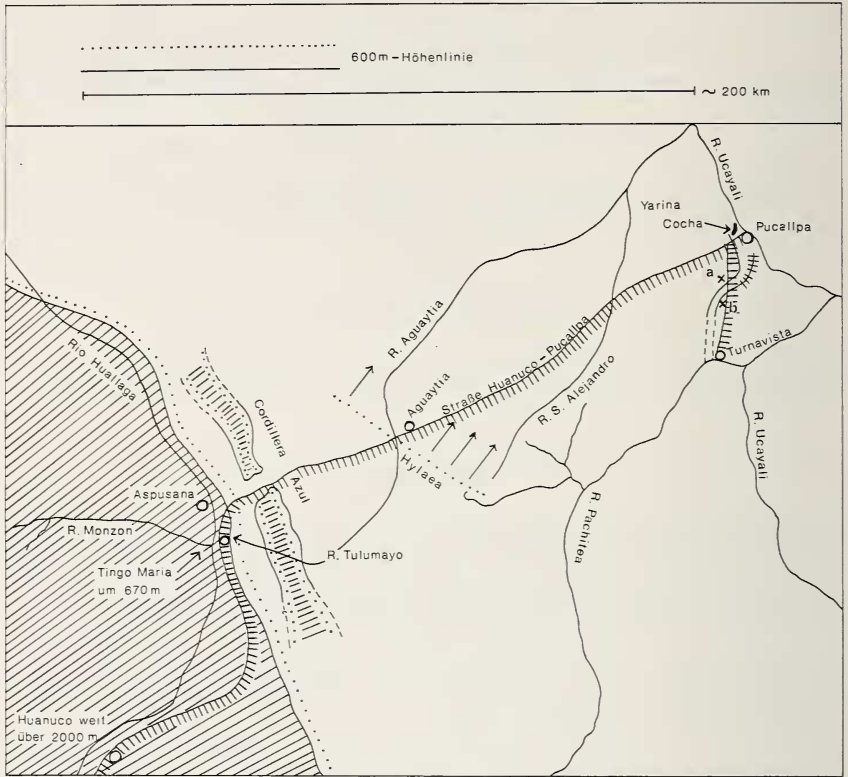 600m-Höhenlinie
~ 200 km
R. Ucayali
Yarina
Cocha
Pucallpa
a
b
Turnavista
R. Ucayali
R. Aguaytia
Straße Huanuco-Pucallpa
Aguaytia
R. S. Alejandro
Hylaea
R. Pachitea
Rio Huallaga
Cordillera
Azul
Aspusana
R. Monzon
R. Tulumayo
Tingo Maria
um 670 m
Huanuco weit
über 2000 m